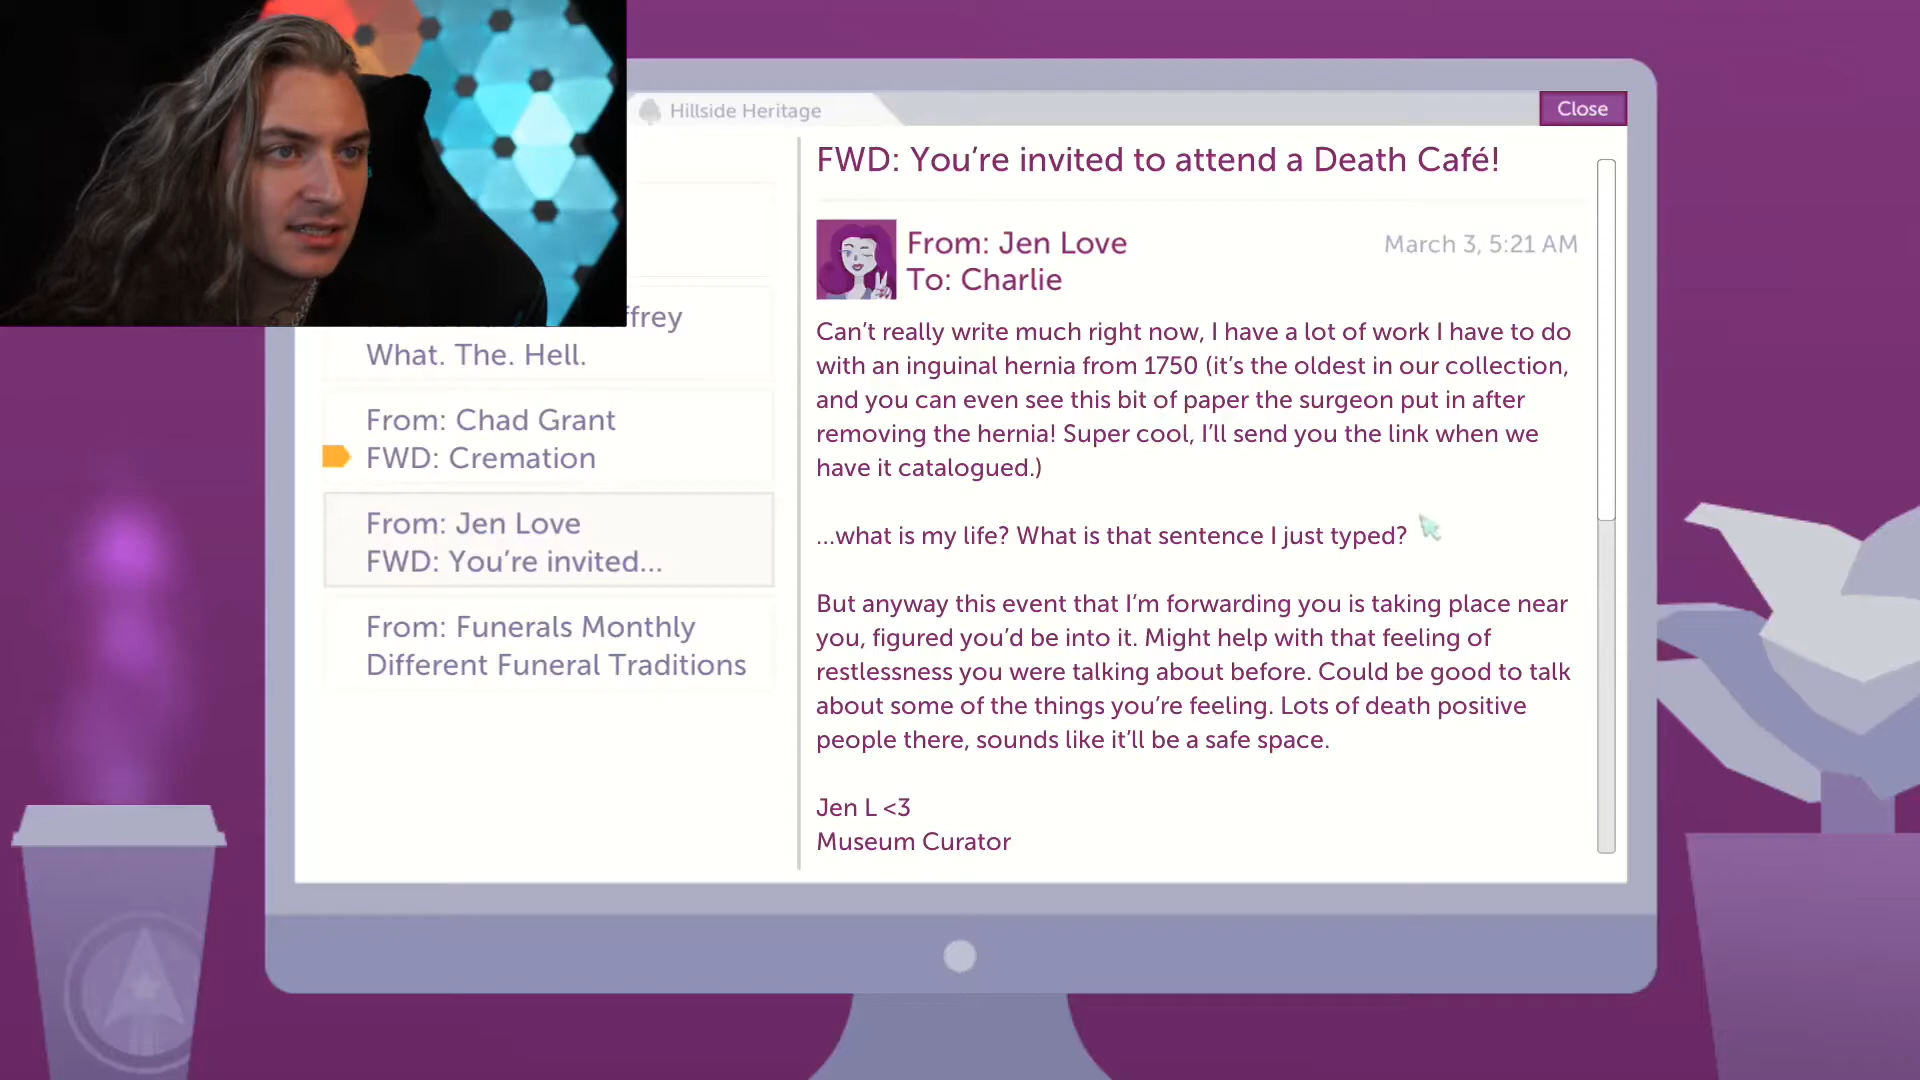 Hillside Heritage
Close
ffrey
What. The. Hell.
From: Chad Grant
FWD: Cremation
From: Jen Love
FWD: You’re invited...
From: Funerals Monthly
Different Funeral Traditions
FWD: You’re invited to attend a Death Café!
From: Jen Love
March 3, 5:21 AM
To: Charlie
Can’t really write much right now, I have a lot of work I have to do
with an inguinal hernia from 1750 (it’s the oldest in our collection,
and you can even see this bit of paper the surgeon put in after
removing the hernia! Super cool, I’ll send you the link when we
have it catalogued.)
...what is my life? What is that sentence I just typed?
But anyway this event that I’m forwarding you is taking place near
you, figured you’d be into it. Might help with that feeling of
restlessness you were talking about before. Could be good to talk
about some of the things you’re feeling. Lots of death positive
people there, sounds like it’ll be a safe space.
Jen L <3
Museum Curator